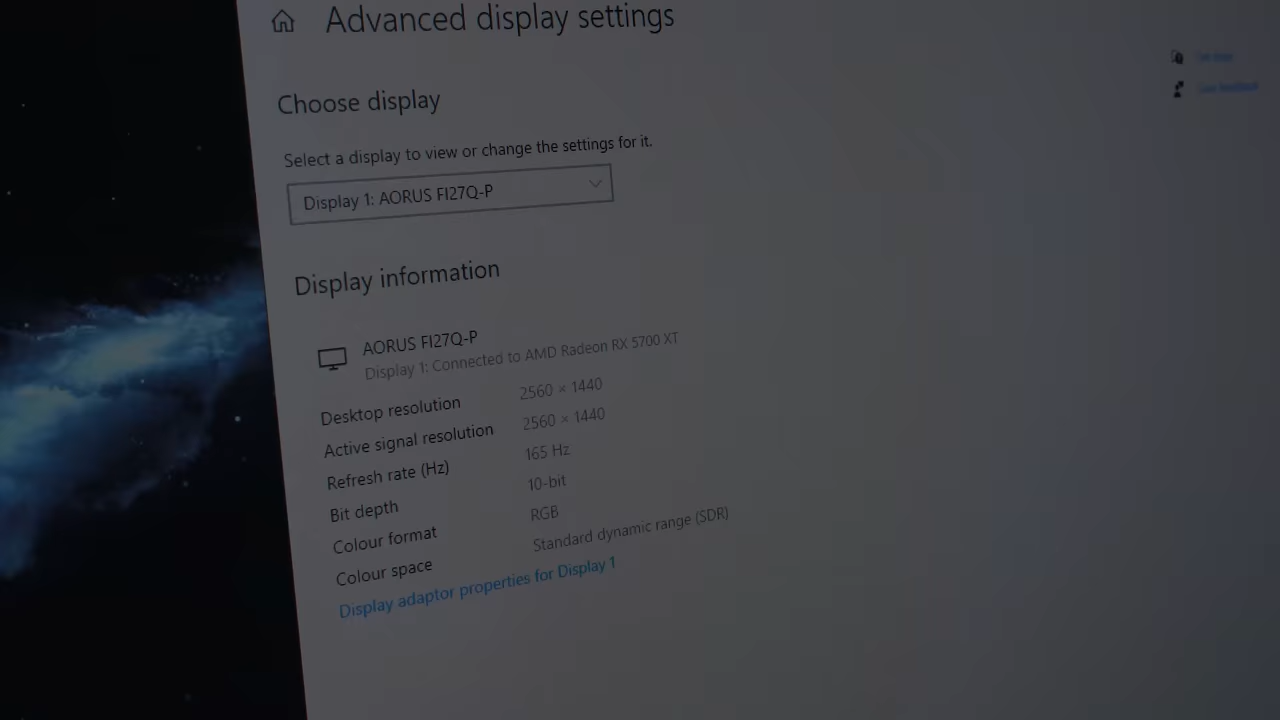 Advanced display settings
Choose display
Select a display to view or change the settings for it.
Display 1: AORUS FI27Q-P
Display information
AORUS FI27Q-P
Display 1: Connected to AMD Radeon RX 5700 XT
Desktop resolution 2560 × 1440
Active signal resolution 2560 × 1440
Refresh rate (Hz) 165 Hz
Bit depth 10-bit
Colour format RGB
Colour space Standard dynamic range (SDR)
Display adaptor properties for Display 1